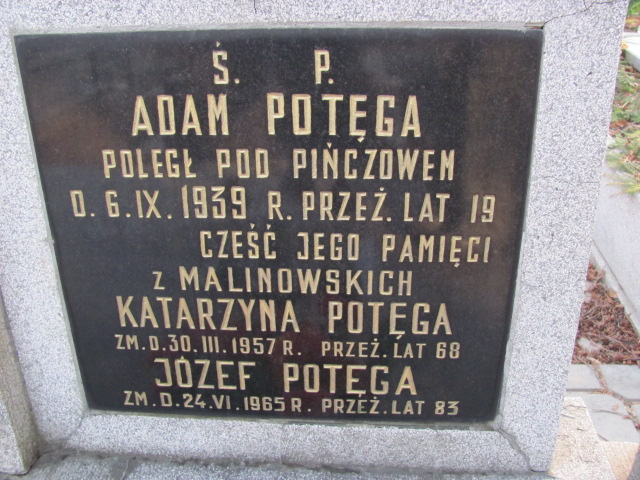 Ś. P.
ADAM POTĘGA
POLEGŁ POD PIŃCZOWEM
D. 6. IX. 1939 R. PRZEŻ. LAT 19
CZEŚĆ JEGO PAMIĘCI
z MALINOWSKICH
KATARZYNA POTĘGA
ZM. D. 30. III. 1957 R. PRZEŻ. LAT 68
JÓZEF POTĘGA
ZM. D. 24. VI. 1965 R. PRZEŻ. LAT 83